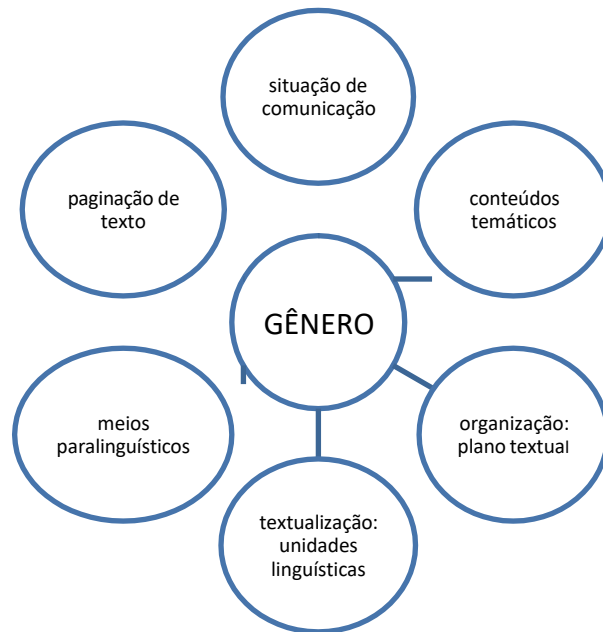 situação de
comunicação
paginação de
texto
conteúdos
temáticos
GÊNERO
meios
paralinguísticos
organização:
plano textual
textualização:
unidades
linguísticas